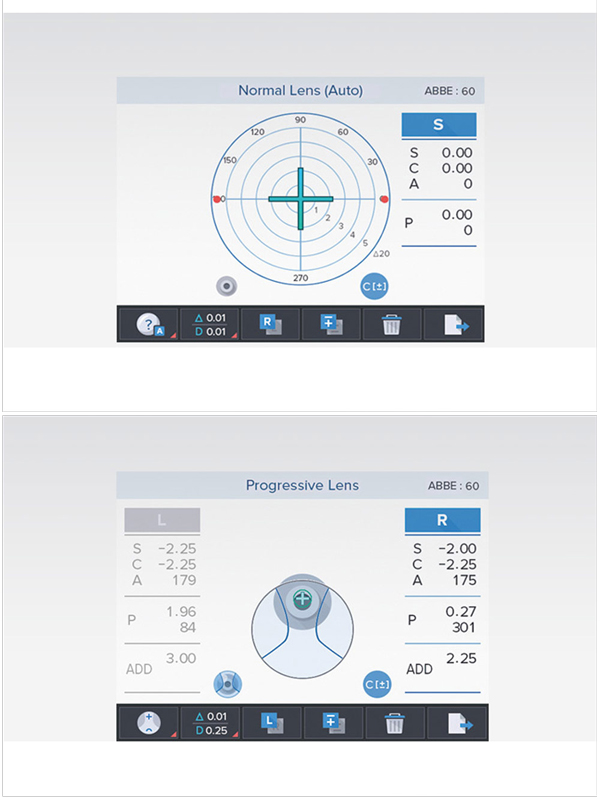 Normal Lens (Auto)
ABBE : 60
90
120
60
150
30
0
1
2
3
4
5
△20
270
S
S 0.00
C 0.00
A 0
P 0.00
0
C[±]
?
A
△ 0.01
D 0.01
R
Progressive Lens
ABBE : 60
L
S −2.25
C −2.25
A 179
P 1.96
84
ADD 3.00
R
S −2.00
C −2.25
A 175
P 0.27
301
ADD 2.25
C[±]
△ 0.01
D 0.25
L